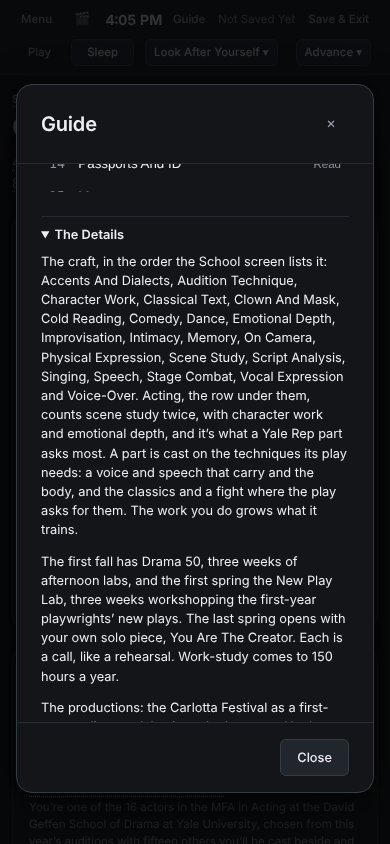 Menu 🎬 4:05 PM Guide Not Saved Yet Save & Exit
Play Sleep Look After Yourself ▾ Advance ▾
Guide
×
14 Passports And ID Read
▼ The Details
The craft, in the order the School screen lists it:
Accents And Dialects, Audition Technique,
Character Work, Classical Text, Clown And Mask,
Cold Reading, Comedy, Dance, Emotional Depth,
Improvisation, Intimacy, Memory, On Camera,
Physical Expression, Scene Study, Script Analysis,
Singing, Speech, Stage Combat, Vocal Expression
and Voice-Over. Acting, the row under them,
counts scene study twice, with character work
and emotional depth, and it’s what a Yale Rep part
asks most. A part is cast on the techniques its play
needs: a voice and speech that carry and the
body, and the classics and a fight where the play
asks for them. The work you do grows what it
trains.
The first fall has Drama 50, three weeks of
afternoon labs, and the first spring the New Play
Lab, three weeks workshopping the first-year
playwrights’ new plays. The last spring opens with
your own solo piece, You Are The Creator. Each is
a call, like a rehearsal. Work-study comes to 150
hours a year.
The productions: the Carlotta Festival as a first-
Close
You’re one of the 16 actors in the MFA in Acting at the David
Geffen School of Drama at Yale University, chosen from this
year’s auditions with fifteen others you’ll be cast beside and